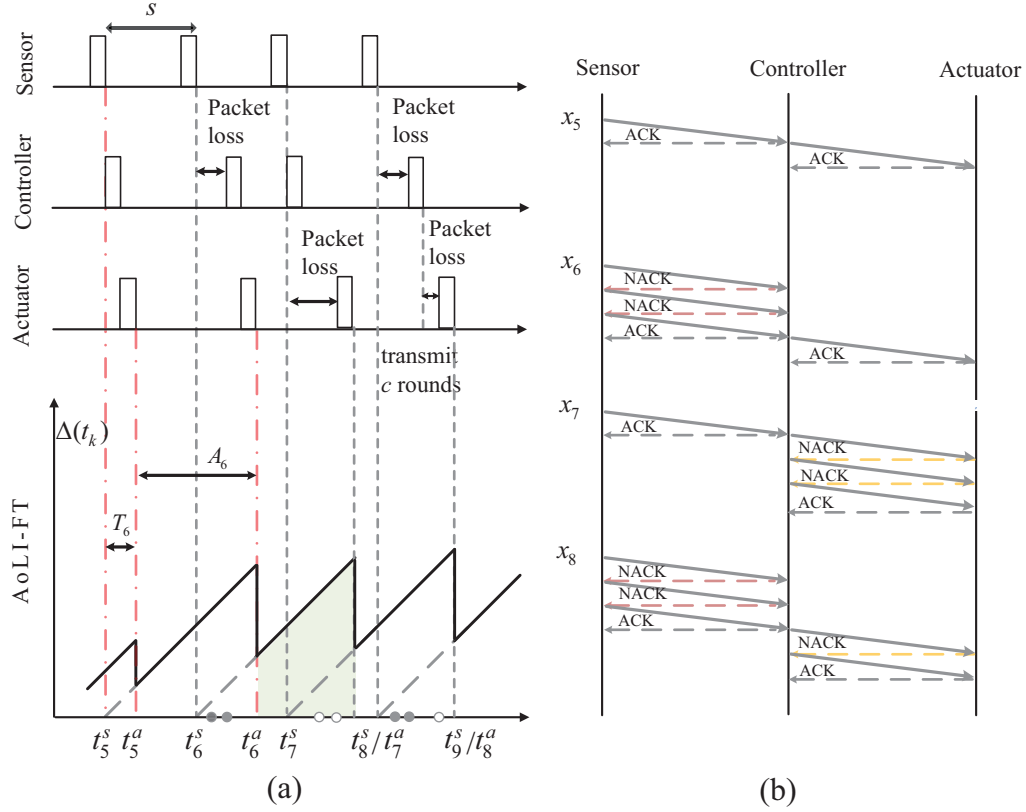 s
Sensor
Packet
loss
Packet
loss
Controller
Packet
loss
Packet
loss
Actuator
transmit
c rounds
Δ(t_k)
A_6
T_6
AoLI-FT
t_5^s t_5^a t_6^s t_6^a t_7^s t_8^s/t_7^a t_9^s/t_8^a
(a)
Sensor Controller Actuator
x_5
ACK
ACK
x_6
NACK
NACK
ACK
ACK
x_7
ACK
NACK
NACK
ACK
x_8
NACK
NACK
ACK
NACK
ACK
(b)